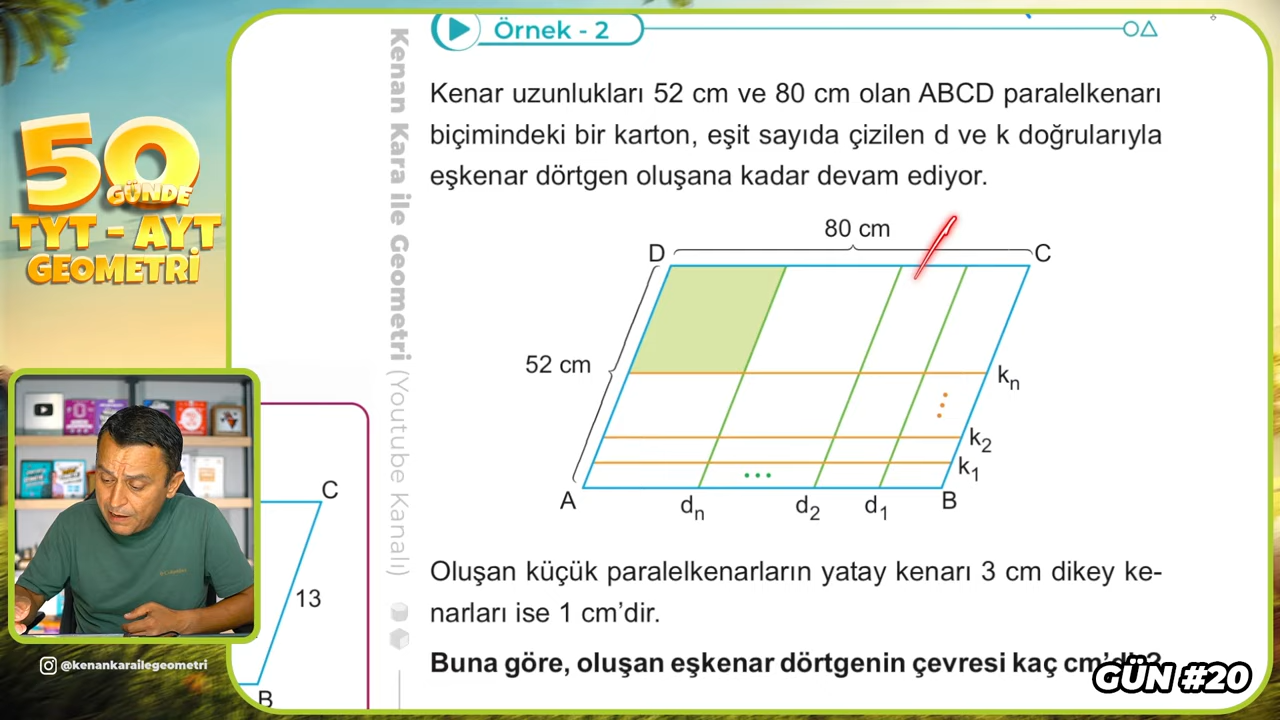 Örnek - 2
Kenar uzunlukları 52 cm ve 80 cm olan ABCD paralelkenarı
biçimindeki bir karton, eşit sayıda çizilen d ve k doğrularıyla
eşkenar dörtgen oluşana kadar devam ediyor.
80 cm
D
C
52 cm
kn
k2
k1
A
dn
d2
d1
B
Oluşan küçük paralelkenarların yatay kenarı 3 cm dikey ke-
narları ise 1 cm'dir.
Buna göre, oluşan eşkenar dörtgenin çevresi kaç cm'dir?
Kenan Kara ile Geometri (Youtube Kanalı)
50
GÜNDE
TYT - AYT
GEOMETRİ
C
13
B
@kenankarailegeometri
GÜN #20